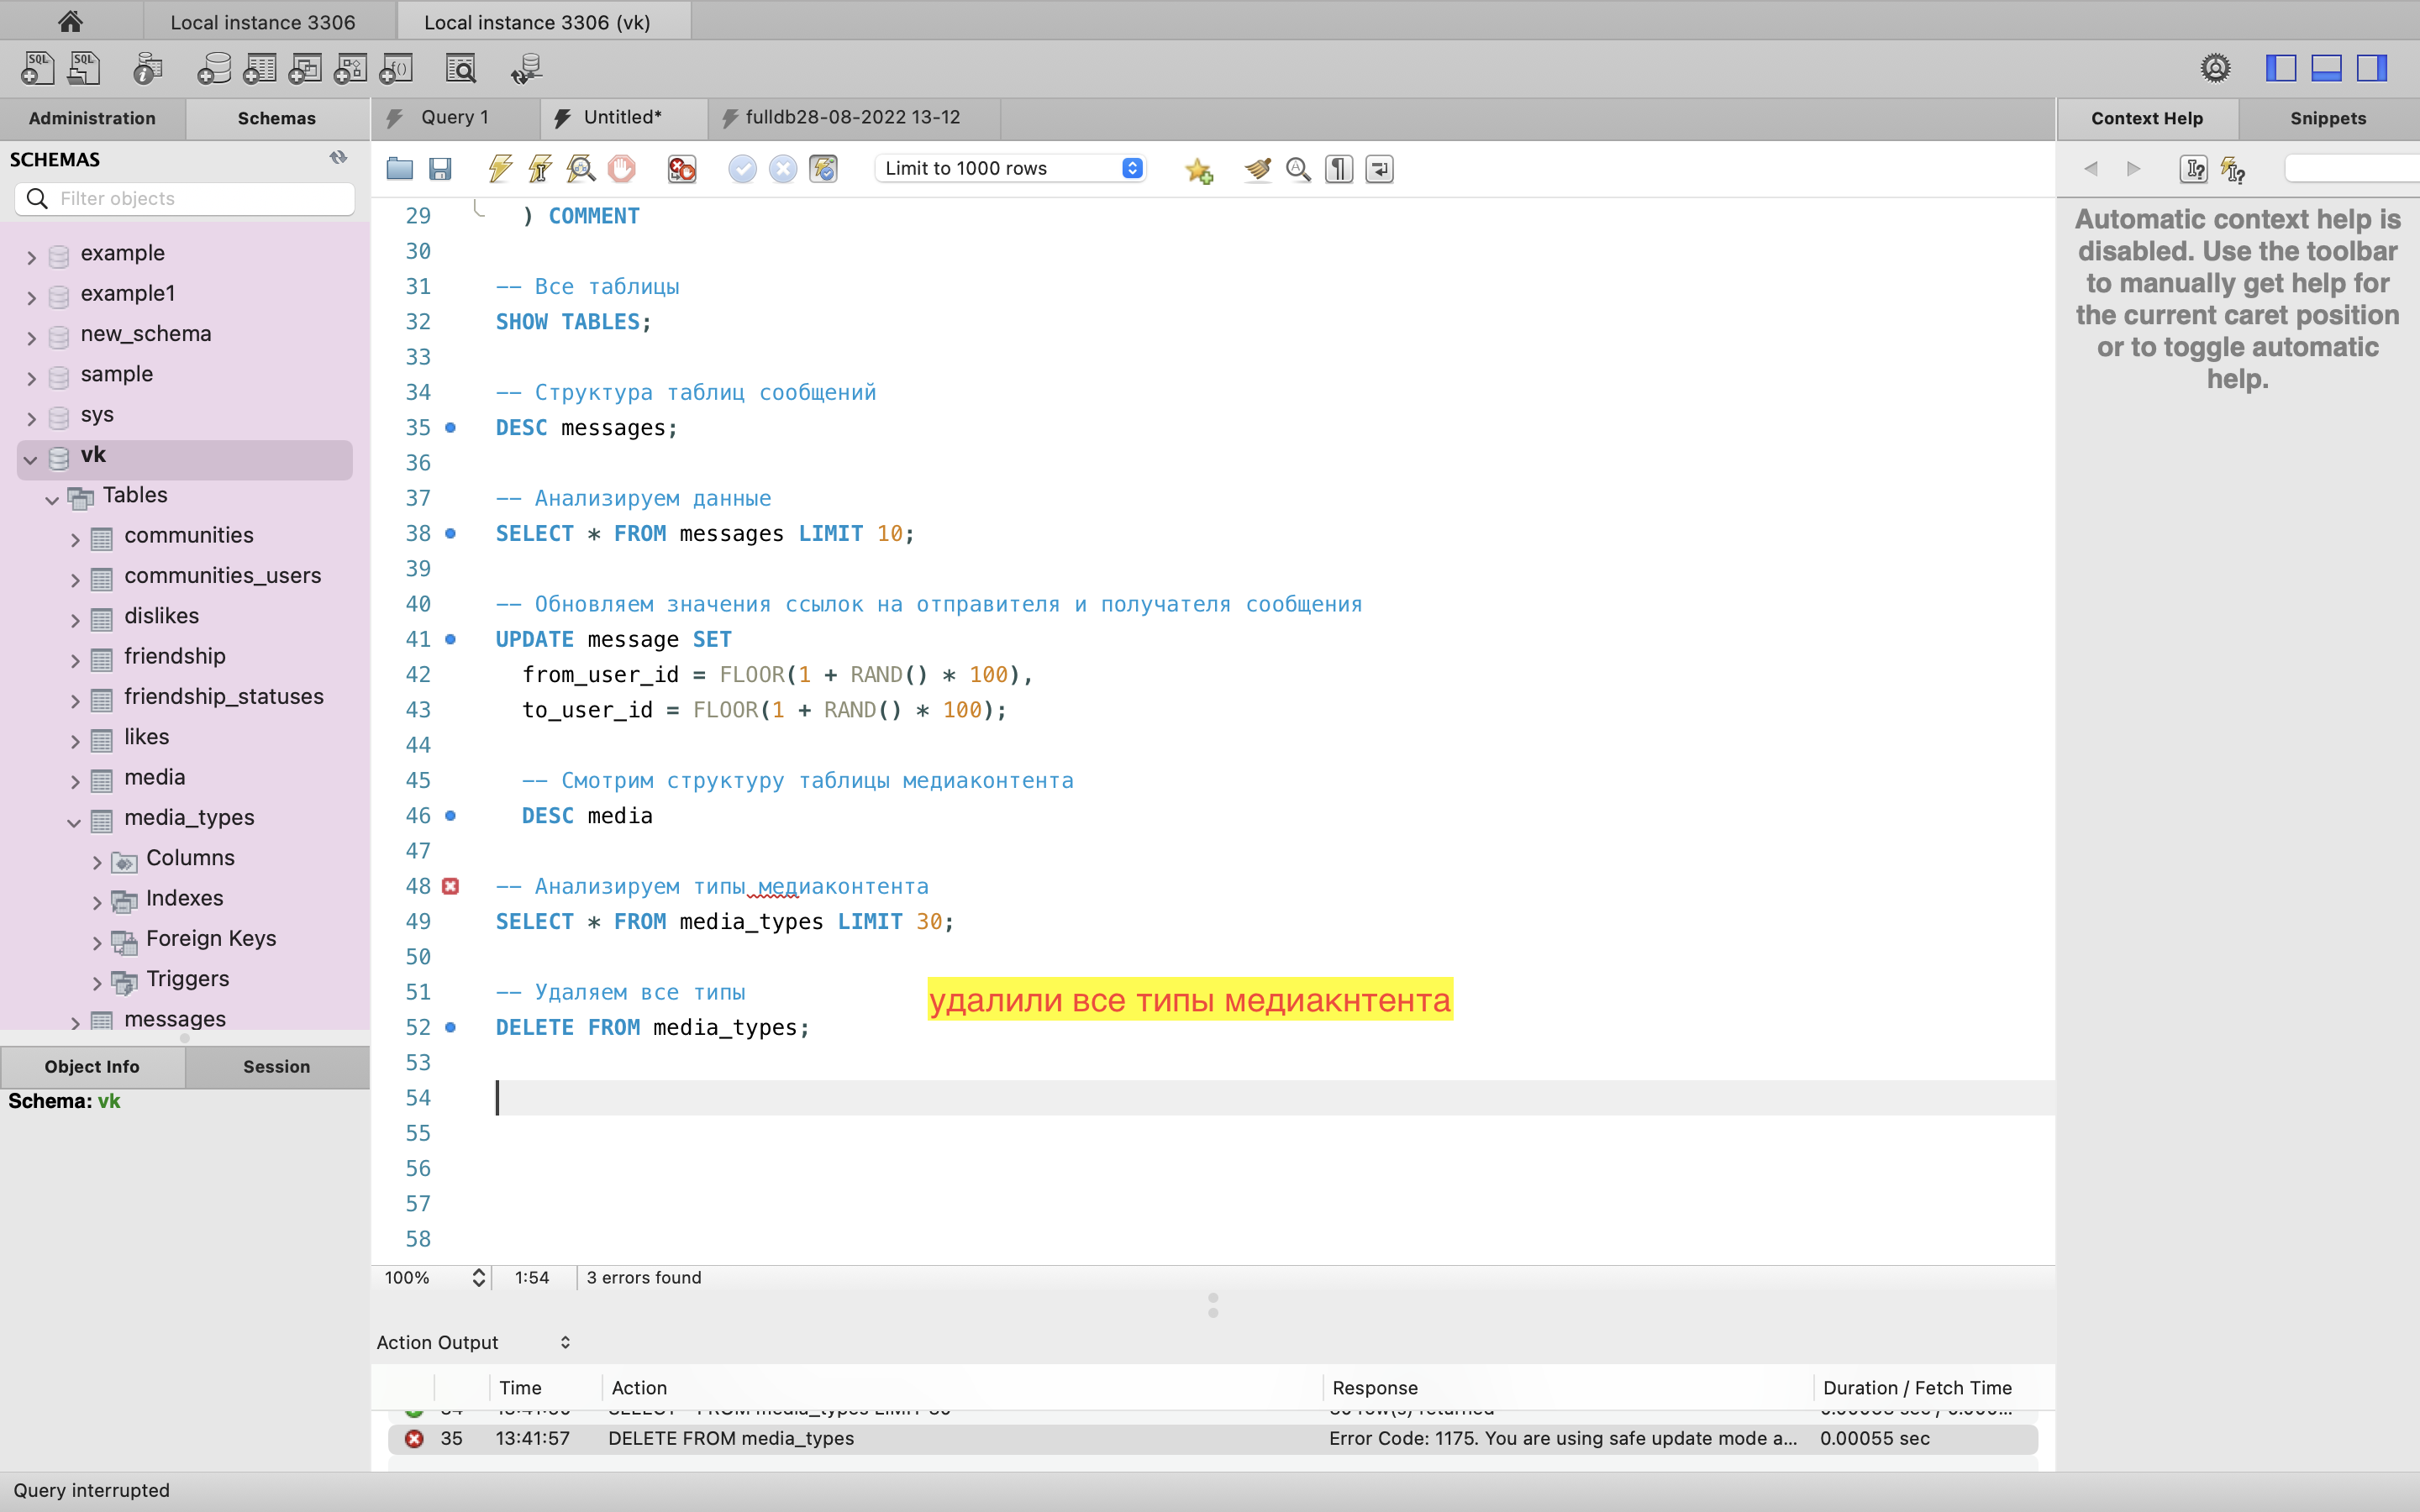 Local instance 3306
Local instance 3306 (vk)
SQL
SQL
Administration
Schemas
Query 1
Untitled*
fulldb28-08-2022 13-12
Context Help
Snippets
SCHEMAS
Filter objects
Limit to 1000 rows
Automatic context help is
disabled. Use the toolbar
to manually get help for
the current caret position
or to toggle automatic
help.
example
example1
new_schema
sample
sys
vk
Tables
communities
communities_users
dislikes
friendship
friendship_statuses
likes
media
media_types
Columns
Indexes
Foreign Keys
Triggers
messages
Object Info
Session
Schema: vk
29 ) COMMENT
30
31 -- Все таблицы
32 SHOW TABLES;
33
34 -- Структура таблиц сообщений
35 DESC messages;
36
37 -- Анализируем данные
38 SELECT * FROM messages LIMIT 10;
39
40 -- Обновляем значения ссылок на отправителя и получателя сообщения
41 UPDATE message SET
42 from_user_id = FLOOR(1 + RAND() * 100),
43 to_user_id = FLOOR(1 + RAND() * 100);
44
45 -- Смотрим структуру таблицы медиаконтента
46 DESC media
47
48 -- Анализируем типы медиаконтента
49 SELECT * FROM media_types LIMIT 30;
50
51 -- Удаляем все типы
удалили все типы медиакнтента
52 DELETE FROM media_types;
53
54
55
56
57
58
100% 1:54 3 errors found
Action Output
Time Action Response Duration / Fetch Time
35 13:41:57 DELETE FROM media_types Error Code: 1175. You are using safe update mode a... 0.00055 sec
Query interrupted